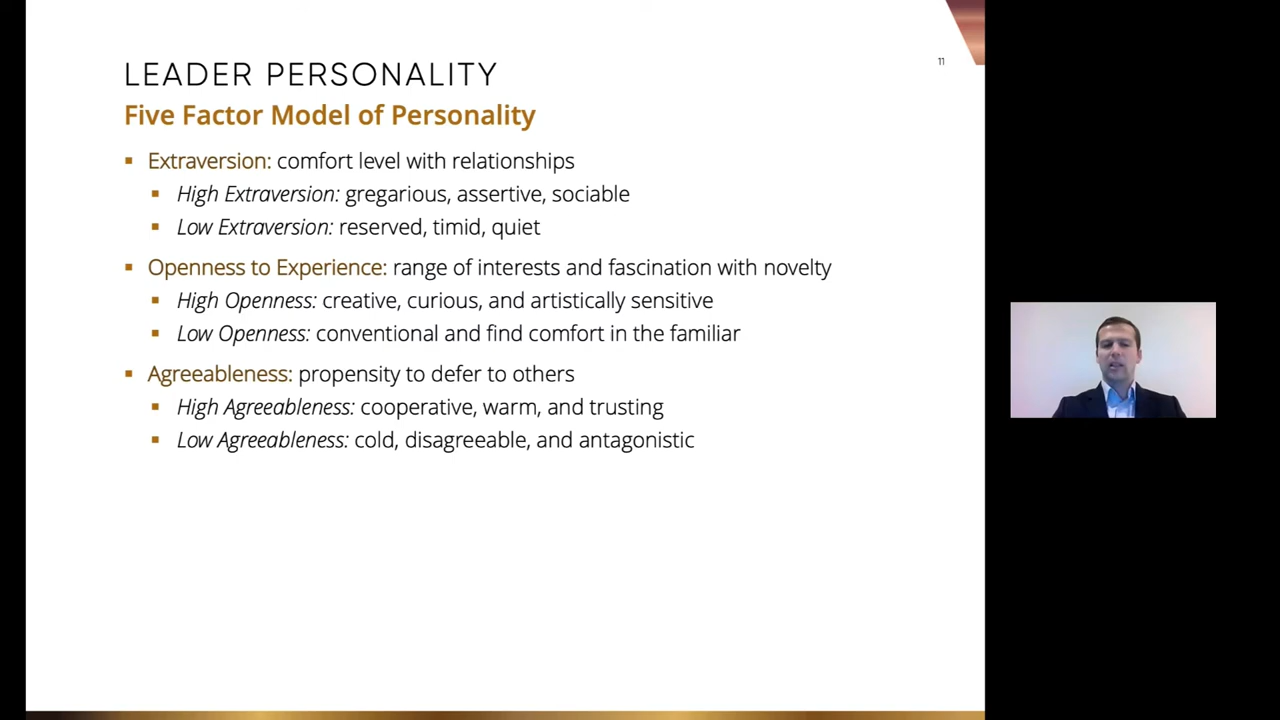 11
LEADER PERSONALITY
Five Factor Model of Personality
▪ Extraversion: comfort level with relationships
▪ High Extraversion: gregarious, assertive, sociable
▪ Low Extraversion: reserved, timid, quiet
▪ Openness to Experience: range of interests and fascination with novelty
▪ High Openness: creative, curious, and artistically sensitive
▪ Low Openness: conventional and find comfort in the familiar
▪ Agreeableness: propensity to defer to others
▪ High Agreeableness: cooperative, warm, and trusting
▪ Low Agreeableness: cold, disagreeable, and antagonistic